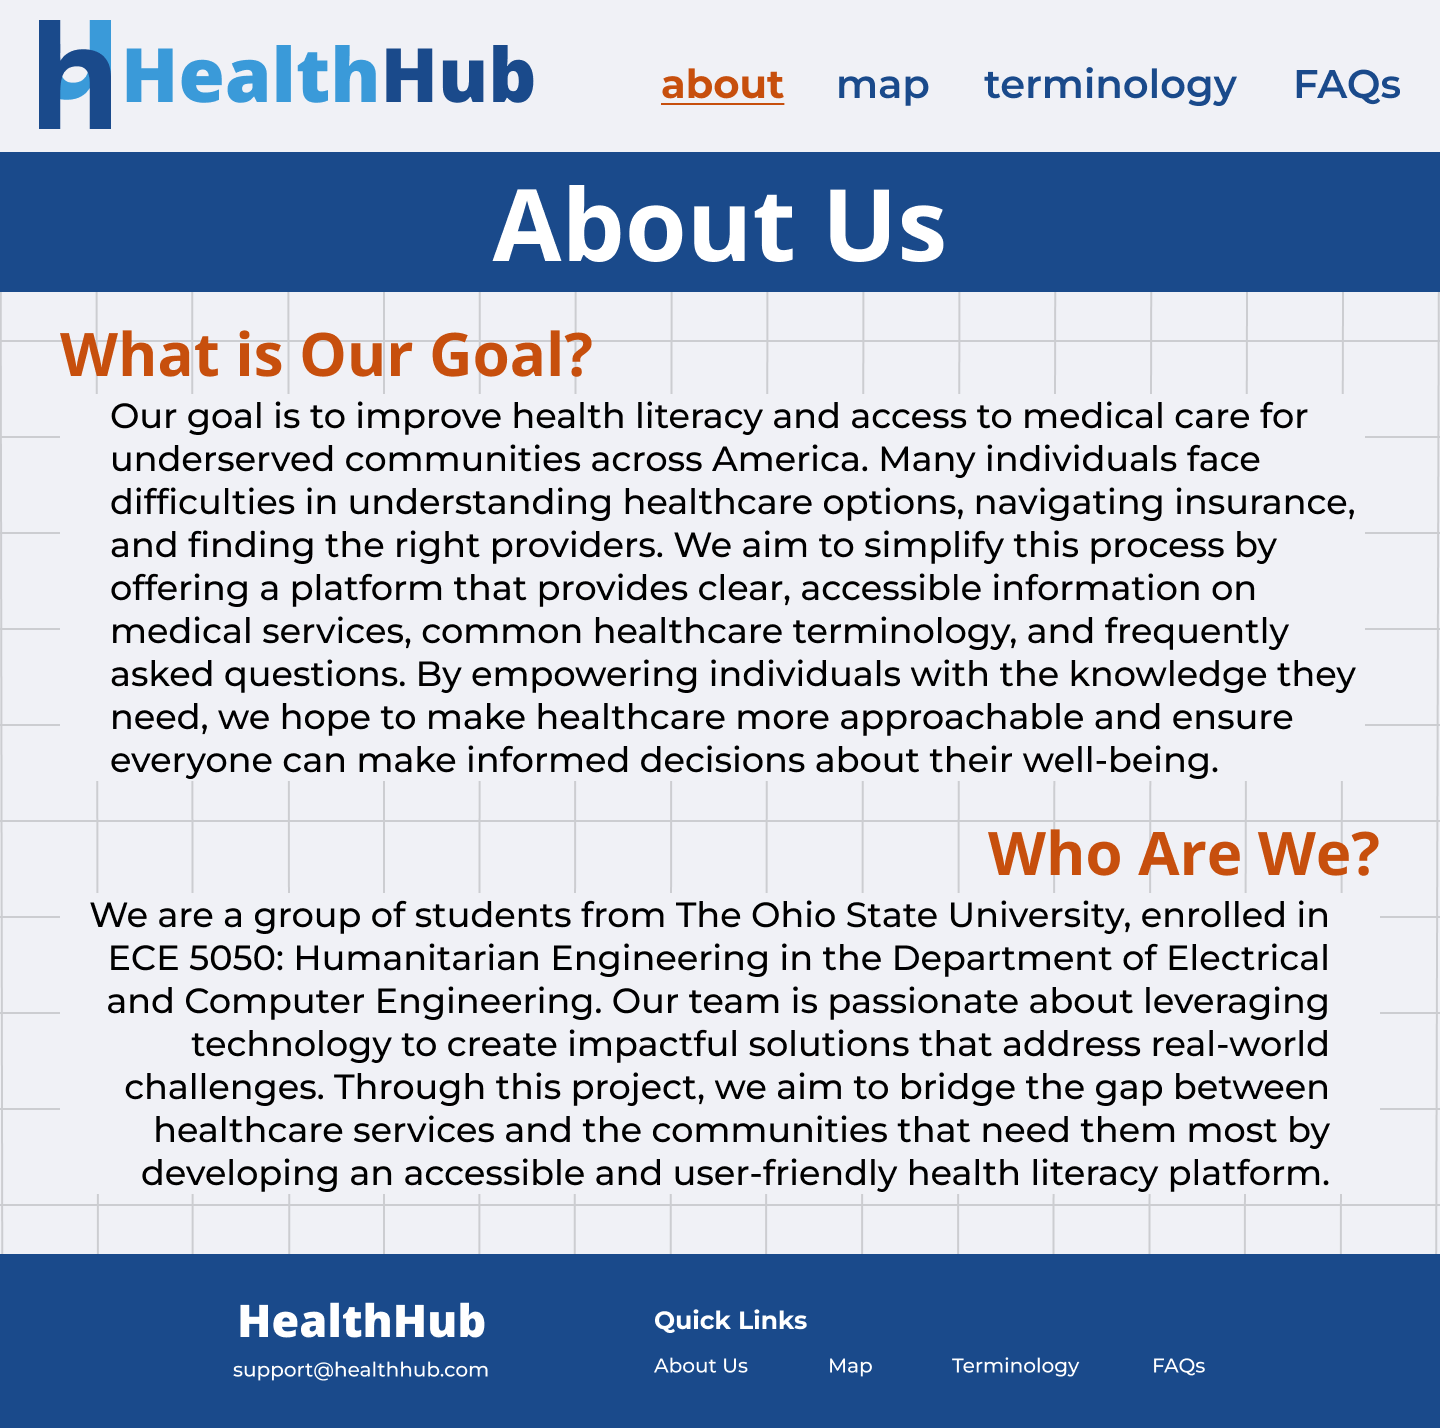 HealthHub
about map terminology FAQs
About Us
What is Our Goal?
Our goal is to improve health literacy and access to medical care for
underserved communities across America. Many individuals face
difficulties in understanding healthcare options, navigating insurance,
and finding the right providers. We aim to simplify this process by
offering a platform that provides clear, accessible information on
medical services, common healthcare terminology, and frequently
asked questions. By empowering individuals with the knowledge they
need, we hope to make healthcare more approachable and ensure
everyone can make informed decisions about their well-being.
Who Are We?
We are a group of students from The Ohio State University, enrolled in
ECE 5050: Humanitarian Engineering in the Department of Electrical
and Computer Engineering. Our team is passionate about leveraging
technology to create impactful solutions that address real-world
challenges. Through this project, we aim to bridge the gap between
healthcare services and the communities that need them most by
developing an accessible and user-friendly health literacy platform.
HealthHub
support@healthhub.com
Quick Links
About Us Map Terminology FAQs